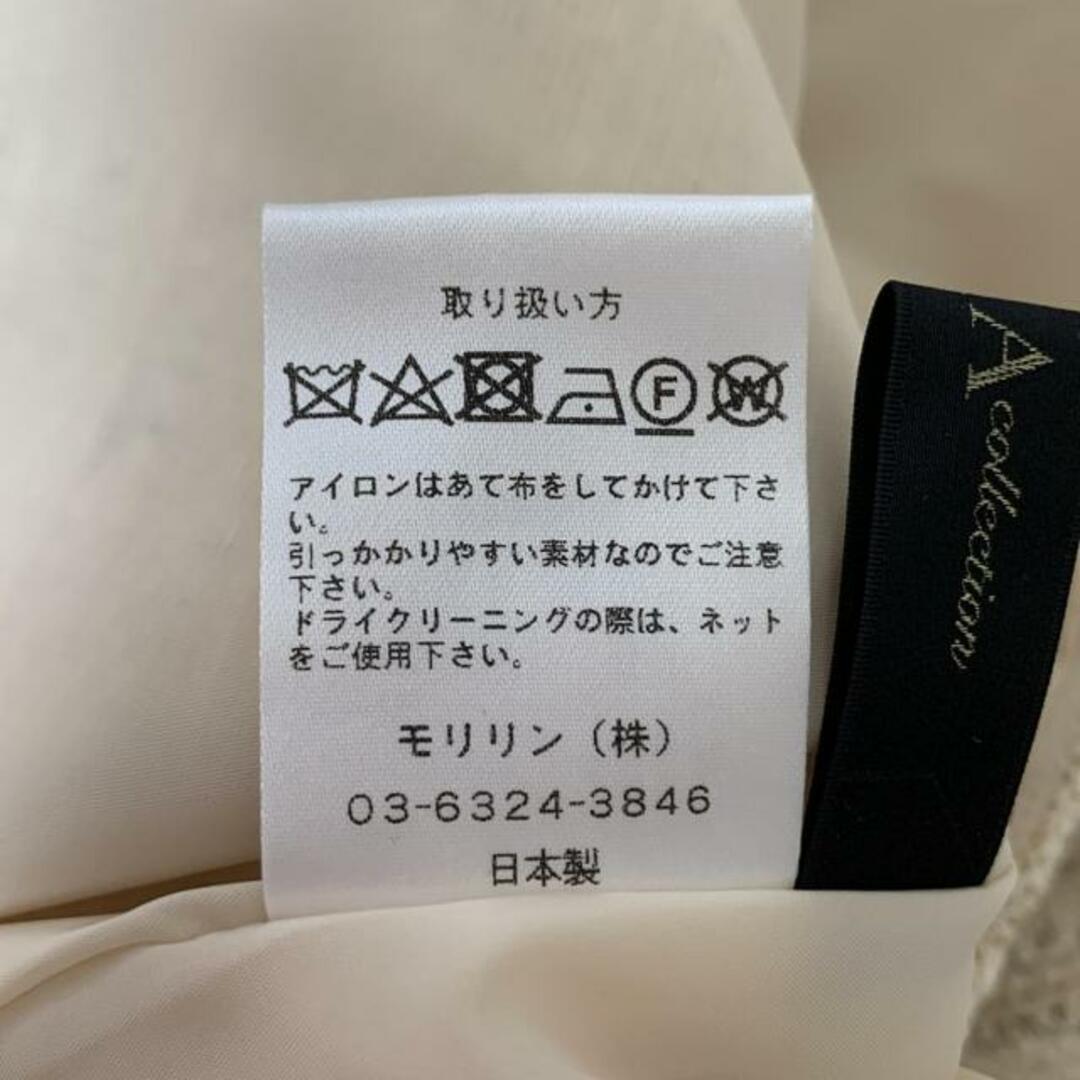 取り扱い方
F W
アイロンはあて布をしてかけて下さ
い。
引っかかりやすい素材なのでご注意
下さい。
ドライクリーニングの際は、ネット
をご使用下さい。
モリリン（株）
03-6324-3846
日本製
A collection